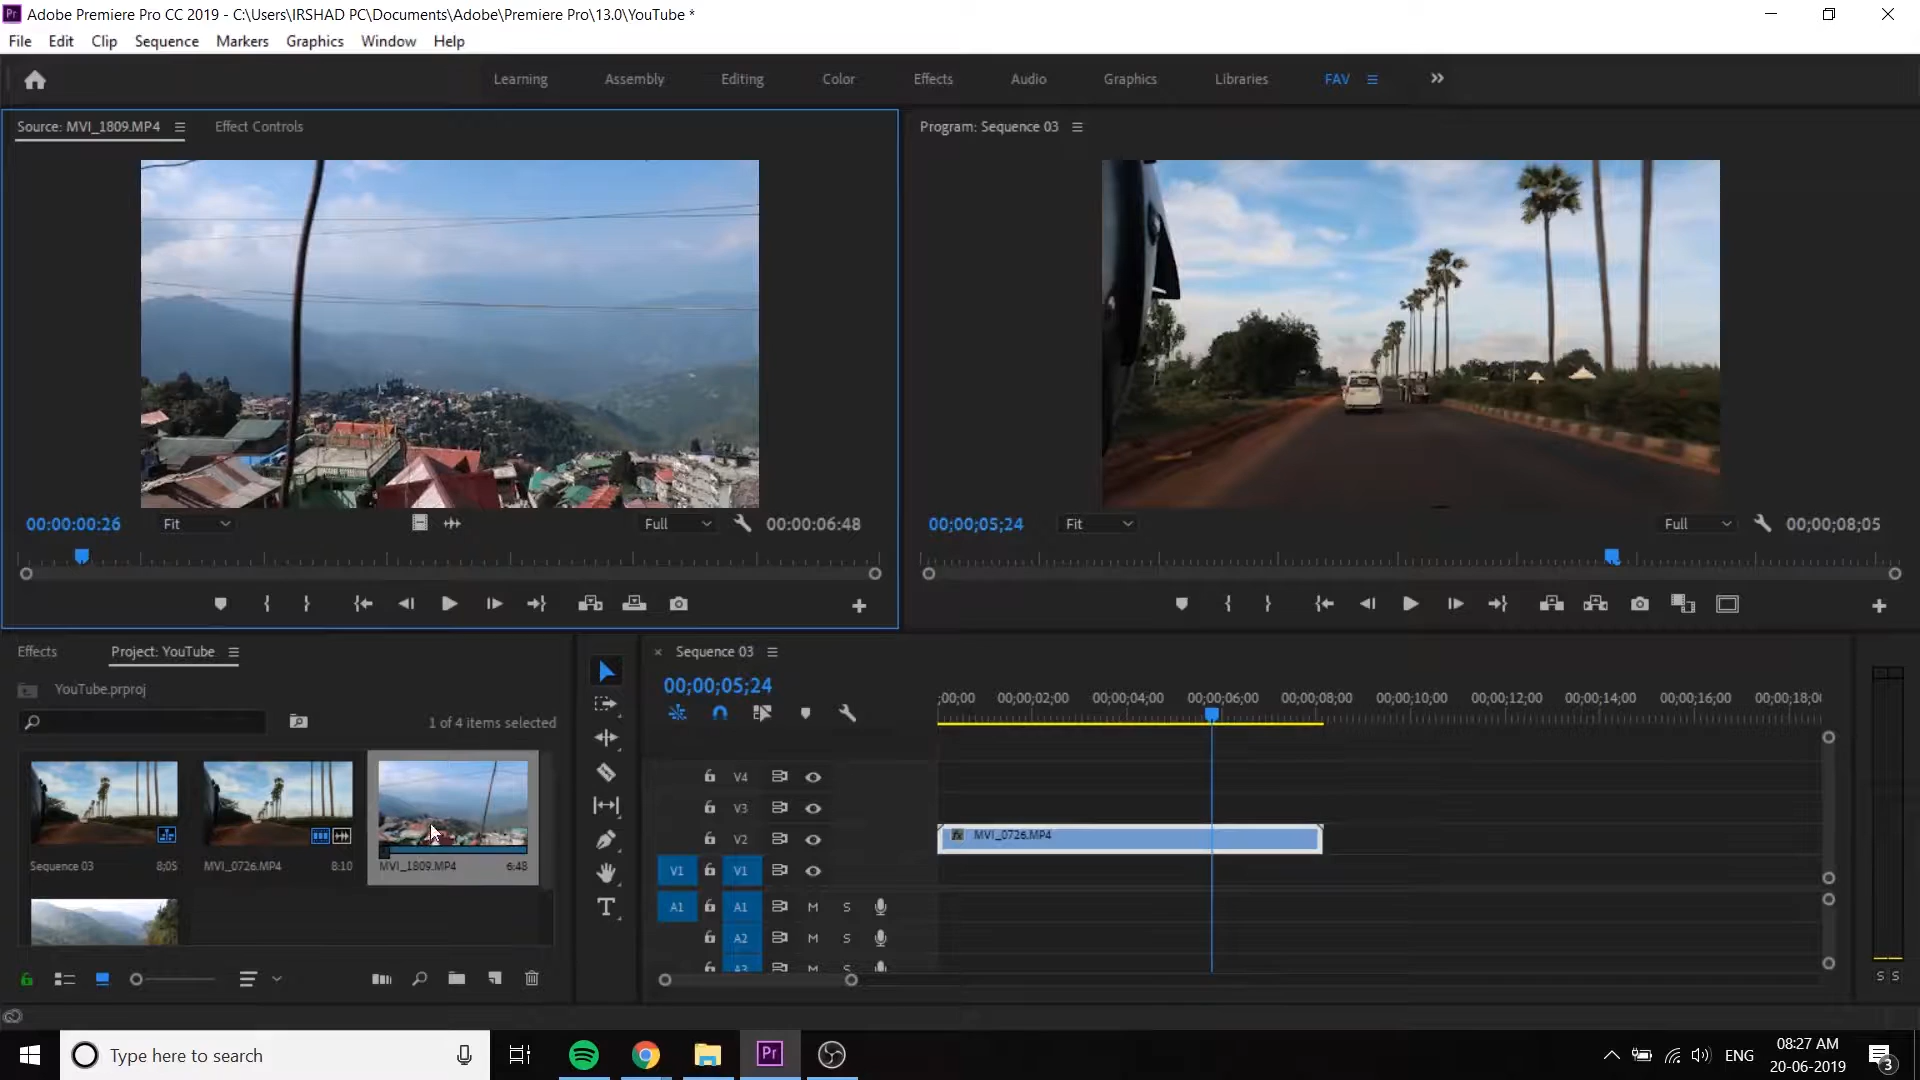 Adobe Premiere Pro CC 2019 - C:\Users\IRSHAD PC\Documents\Adobe\Premiere Pro\13.0\YouTube *
File Edit Clip Sequence Markers Graphics Window Help
Learning Assembly Editing Color Effects Audio Graphics Libraries FAV
Source: MVI_1809.MP4 Effect Controls
Program: Sequence 03
00:00:00:26 Fit Full 00:00:06:48
00;00;05;24 Fit Full 00;00;08;05
Effects Project: YouTube
YouTube.prproj
1 of 4 items selected
Sequence 03 8;05
MVI_0726.MP4 8:10
MVI_1809.MP4 6:48
Sequence 03
00;00;05;24
;00;00 00;00;02;00 00;00;04;00 00;00;06;00 00;00;08;00 00;00;10;00 00;00;12;00 00;00;14;00 00;00;16;00 00;00;18;0
V4
V3
V2 fx MVI_0726.MP4
V1 V1
A1 A1 M S
A2 M S
A3 M S
S S
Type here to search
Pr
ENG
08:27 AM
20-06-2019
3